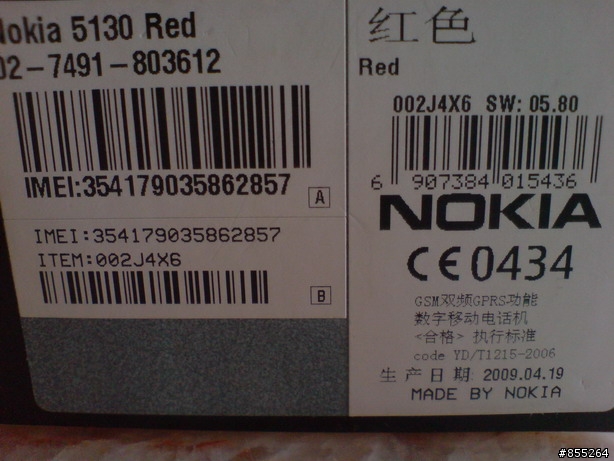 Nokia 5130 Red
02-7491-803612
IMEI:354179035862857
A
IMEI:354179035862857
ITEM:002J4X6
B
红色
Red
002J4X6 SW: 05.80
6 907384 015436
NOKIA
CE0434
GSM双频GPRS功能
数字移动电话机
<合格> 执行标准
code YD/T1215-2006
生产日期 2009.04.19
MADE BY NOKIA
#855264